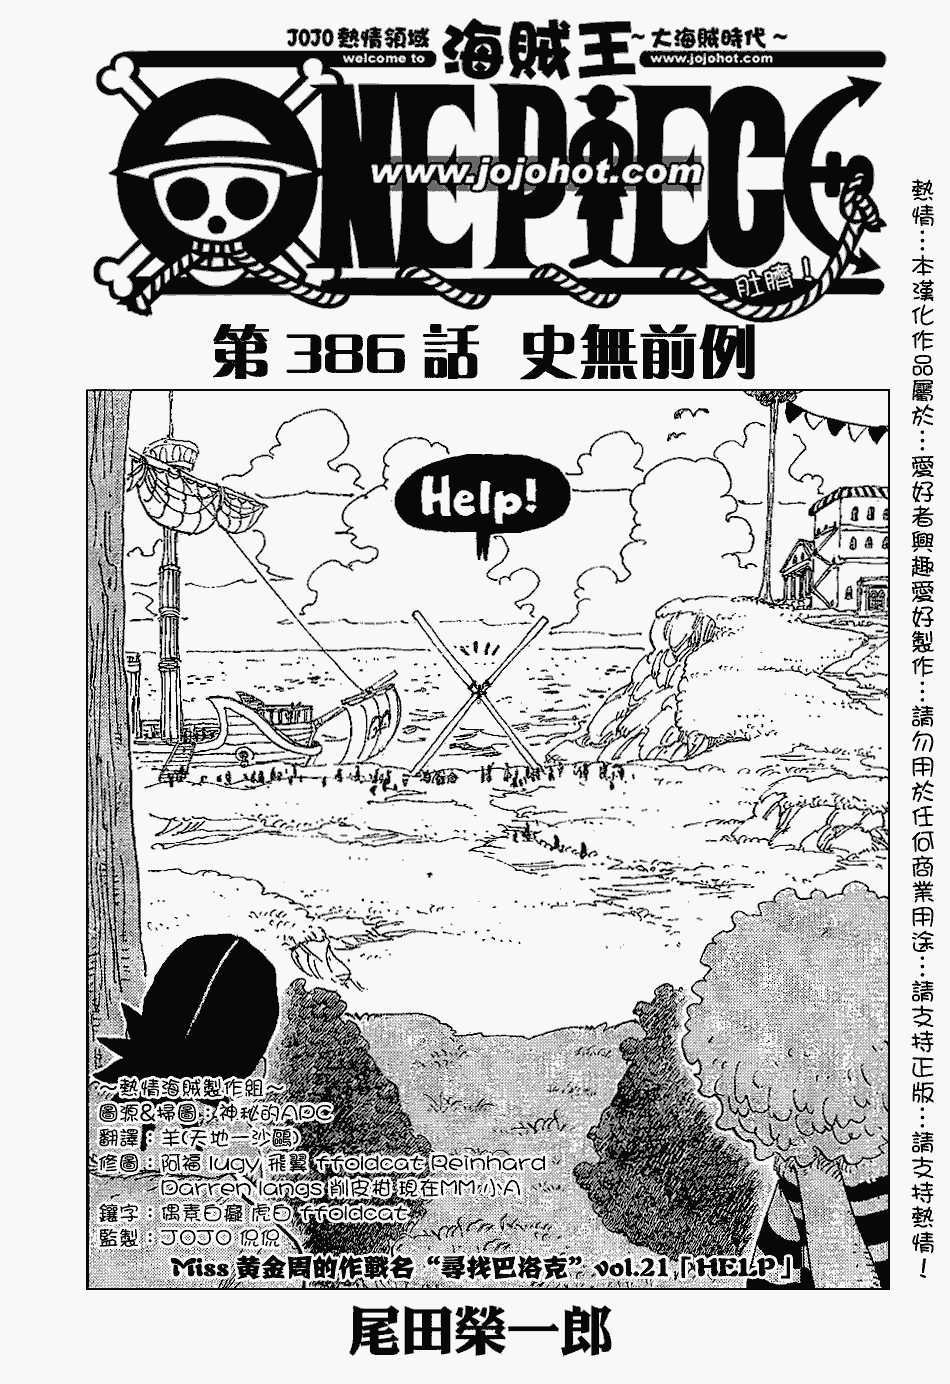 JOJO熱情領域 海賊王 ~大海賊時代~
welcome to www.jojohot.com
ONE PIECE
www.jojohot.com
肚臍!
第386話 史無前例
Help!
~熱情海賊製作組~
圖源&掃圖:神秘的APC
翻譯:羊(天地一沙鷗)
修圖:阿福 lugy 飛翼 ffoldcat Reinhard
Darren langs 削皮柑 現在MM 小A
鑲字:偶素白癡 虎白 ffoldcat
監製:JOJO 侃侃
Miss 黃金周的作戰名“尋找巴洛克”vol.21「HELP」
尾田榮一郎
熱情…本漢化作品屬於…愛好者興趣愛好製作…請勿用於任何商業用途…請支持正版…請支持熱情!